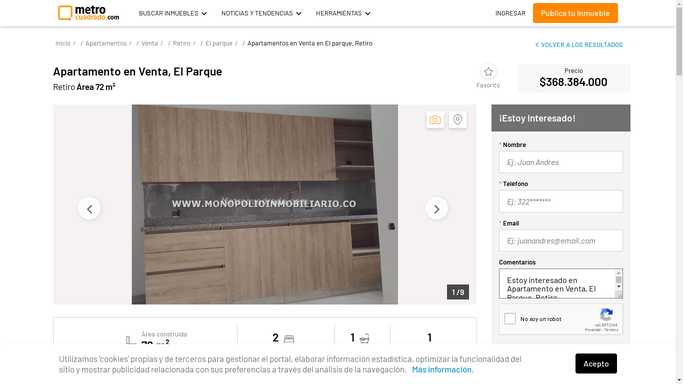 metro
cuadrado.com
BUSCAR INMUEBLES
NOTICIAS Y TENDENCIAS
HERRAMIENTAS
INGRESAR
Publica tu Inmueble
Inicio / / Apartamentos / / Venta / / Retiro / / El parque / / Apartamentos en Venta en El parque, Retiro
VOLVER A LOS RESULTADOS
Apartamento en Venta, El Parque
Retiro Área 72 m²
Favorito
Precio
$368.384.000
WWW.MONOPOLIOINMOBILIARIO.CO
1 / 9
¡Estoy Interesado!
* Nombre
Ej: Juan Andres
* Teléfono
Ej: 322*******
* Email
Ej: juanandres@email.com
Comentarios
Estoy interesado en
Apartamento en Venta, El
Parque, Retiro
No soy un robot
reCAPTCHA
Privacidad - Términos
Área construida
72 m²
2
1
1
Utilizamos 'cookies' propias y de terceros para gestionar el portal, elaborar información estadística, optimizar la funcionalidad del
sitio y mostrar publicidad relacionada con sus preferencias a través del análisis de la navegación. Más información.
Acepto